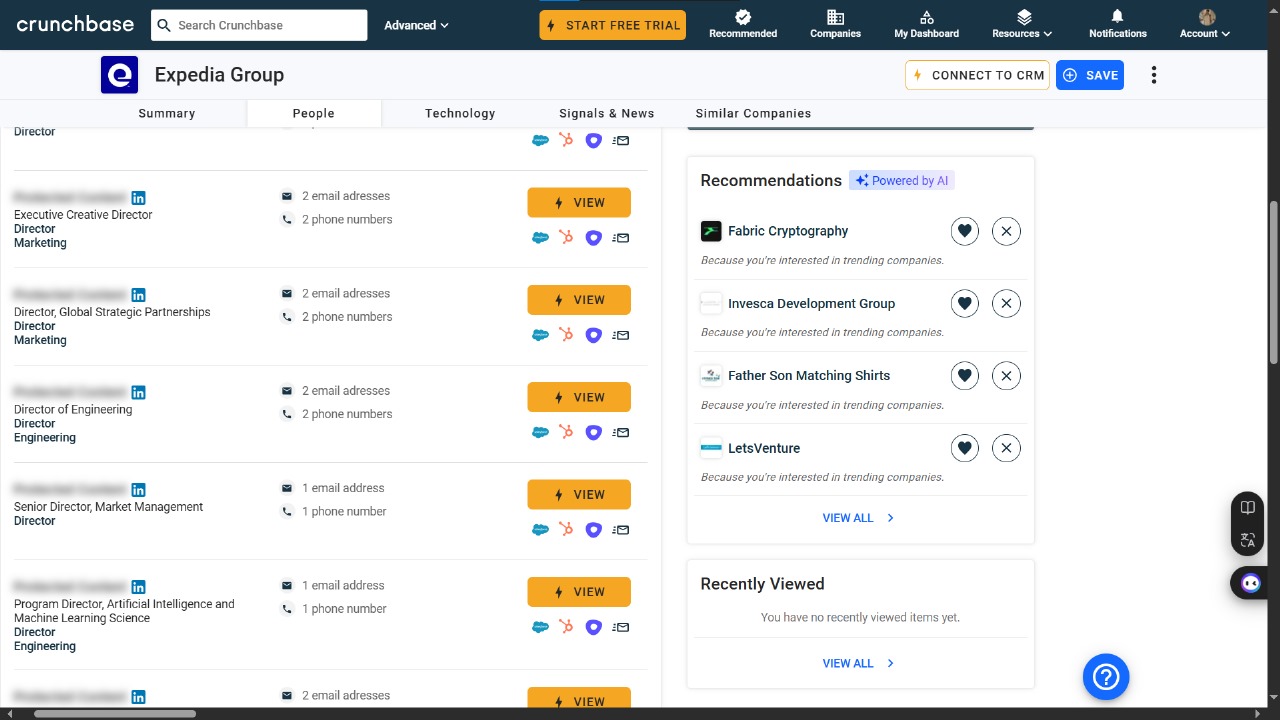 crunchbase
Search Crunchbase
Advanced
START FREE TRIAL
Recommended
Companies
My Dashboard
Resources
Notifications
Account
Expedia Group
CONNECT TO CRM
SAVE
Summary
People
Technology
Signals & News
Similar Companies
Director
Executive Creative Director
Director
Marketing
2 email adresses
2 phone numbers
VIEW
Director, Global Strategic Partnerships
Director
Marketing
2 email adresses
2 phone numbers
VIEW
Director of Engineering
Director
Engineering
2 email adresses
2 phone numbers
VIEW
Senior Director, Market Management
Director
1 email address
1 phone number
VIEW
Program Director, Artificial Intelligence and
Machine Learning Science
Director
Engineering
1 email address
1 phone number
VIEW
2 email adresses
VIEW
Recommendations
Powered by AI
Fabric Cryptography
Because you're interested in trending companies.
Invesca Development Group
Because you're interested in trending companies.
Father Son Matching Shirts
Because you're interested in trending companies.
LetsVenture
Because you're interested in trending companies.
VIEW ALL
Recently Viewed
You have no recently viewed items yet.
VIEW ALL